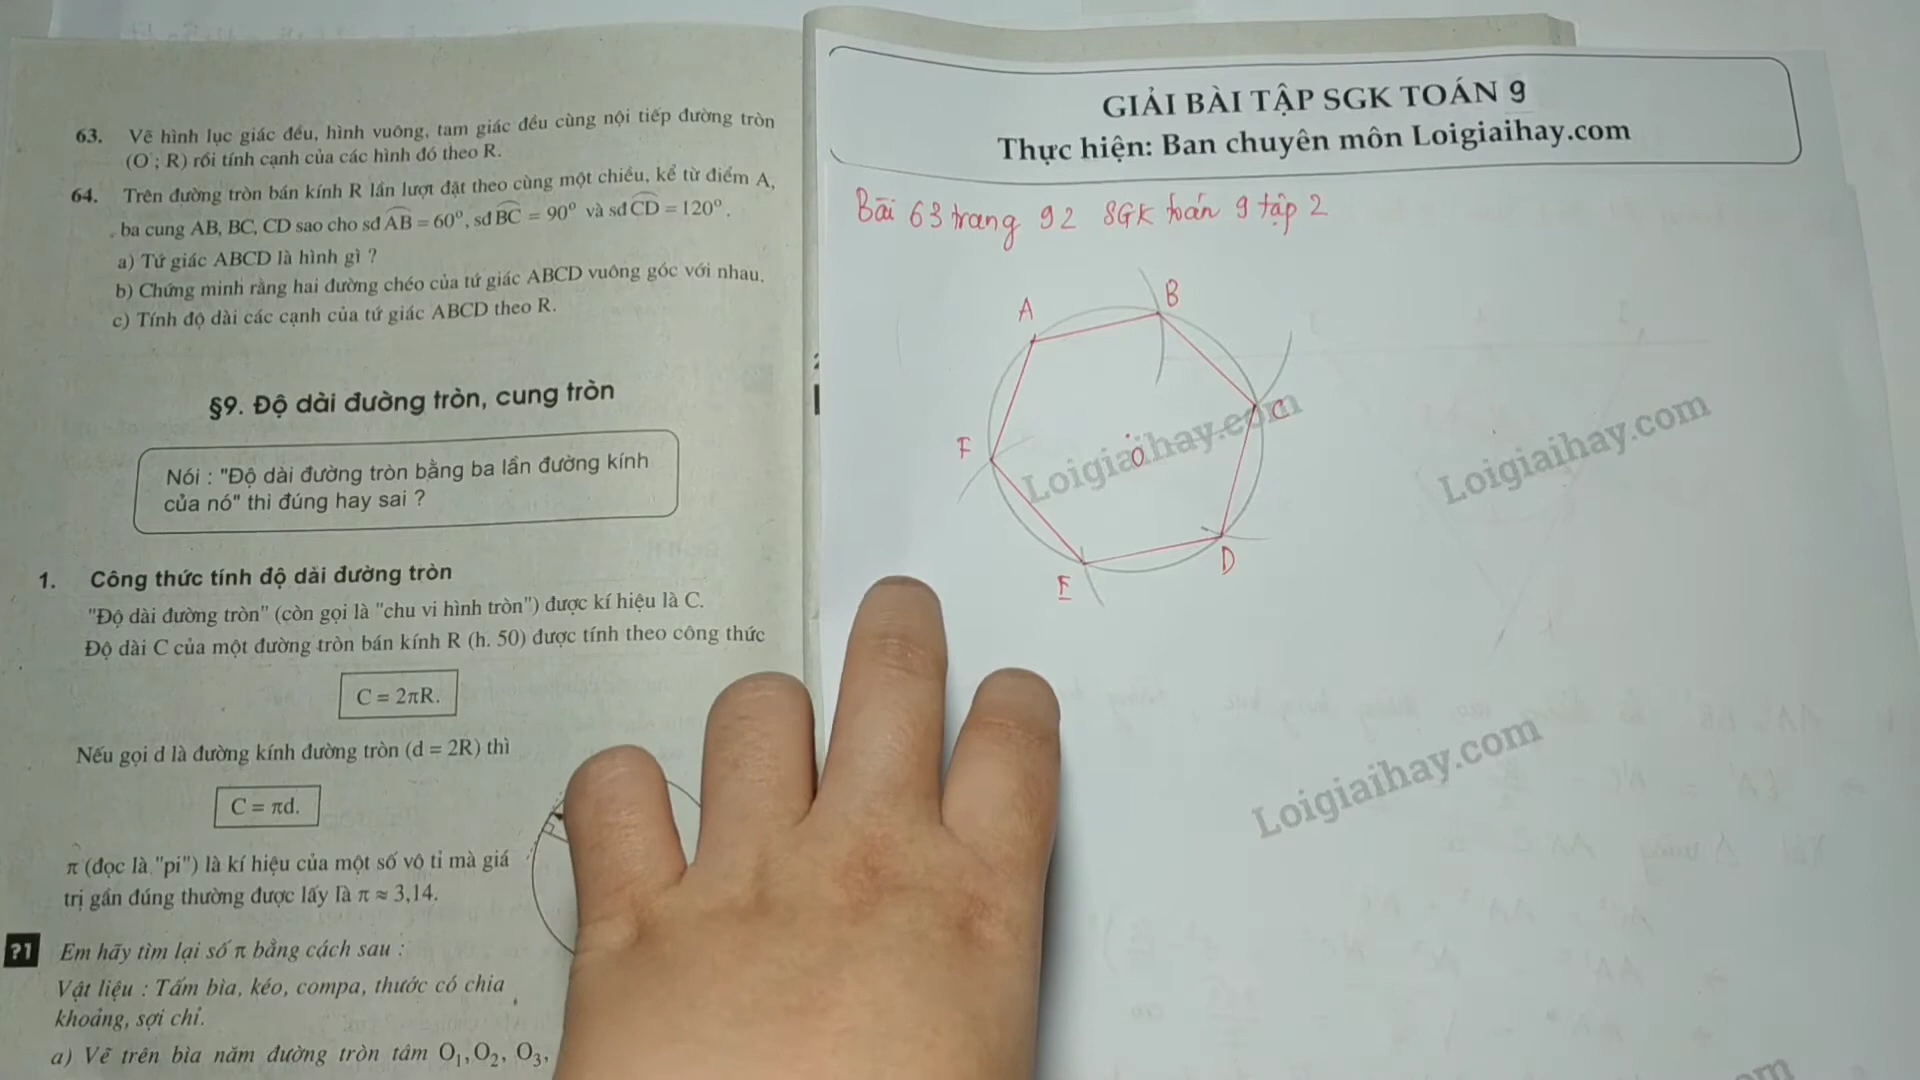 63. Vẽ hình lục giác đều, hình vuông, tam giác đều cùng nội tiếp đường tròn
(O ; R) rồi tính cạnh của các hình đó theo R.
64. Trên đường tròn bán kính R lần lượt đặt theo cùng một chiều, kể từ điểm A,
ba cung AB, BC, CD sao cho sđ AB = 60°, sđ BC = 90° và sđ CD = 120°.
a) Tứ giác ABCD là hình gì ?
b) Chứng minh rằng hai đường chéo của tứ giác ABCD vuông góc với nhau.
c) Tính độ dài các cạnh của tứ giác ABCD theo R.
§9. Độ dài đường tròn, cung tròn
Nói : "Độ dài đường tròn bằng ba lần đường kính
của nó" thì đúng hay sai ?
1. Công thức tính độ dài đường tròn
"Độ dài đường tròn" (còn gọi là "chu vi hình tròn") được kí hiệu là C.
Độ dài C của một đường tròn bán kính R (h. 50) được tính theo công thức
C = 2πR.
Nếu gọi d là đường kính đường tròn (d = 2R) thì
C = πd.
π (đọc là "pi") là kí hiệu của một số vô tỉ mà giá
trị gần đúng thường được lấy là π ≈ 3,14.
?1 Em hãy tìm lại số π bằng cách sau :
Vật liệu : Tấm bìa, kéo, compa, thước có chia
khoảng, sợi chỉ.
a) Vẽ trên bìa năm đường tròn tâm O₁, O₂, O₃,
GIẢI BÀI TẬP SGK TOÁN 9
Thực hiện: Ban chuyên môn Loigiaihay.com
Bài 63 trang 92 SGK toán 9 tập 2
A
B
C
F
O
D
E
Loigiaihay.com
Loigiaihay.com
Loigiaihay.com